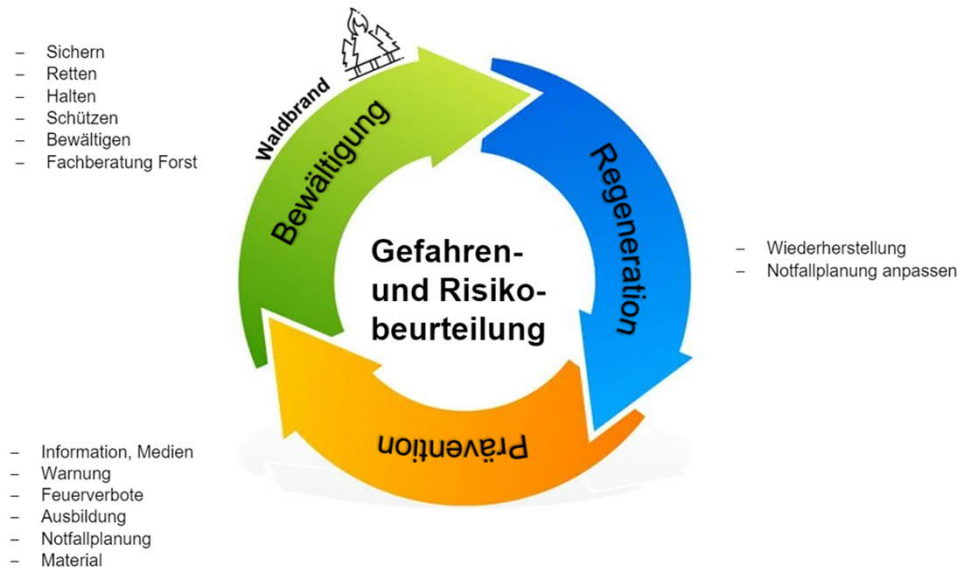 – Sichern
– Retten
– Halten
– Schützen
– Bewältigen
– Fachberatung Forst
Waldbrand
Bewältigung
Regeneration
Gefahren-
und Risiko-
beurteilung
– Wiederherstellung
– Notfallplanung anpassen
Prävention
– Information, Medien
– Warnung
– Feuerverbote
– Ausbildung
– Notfallplanung
– Material